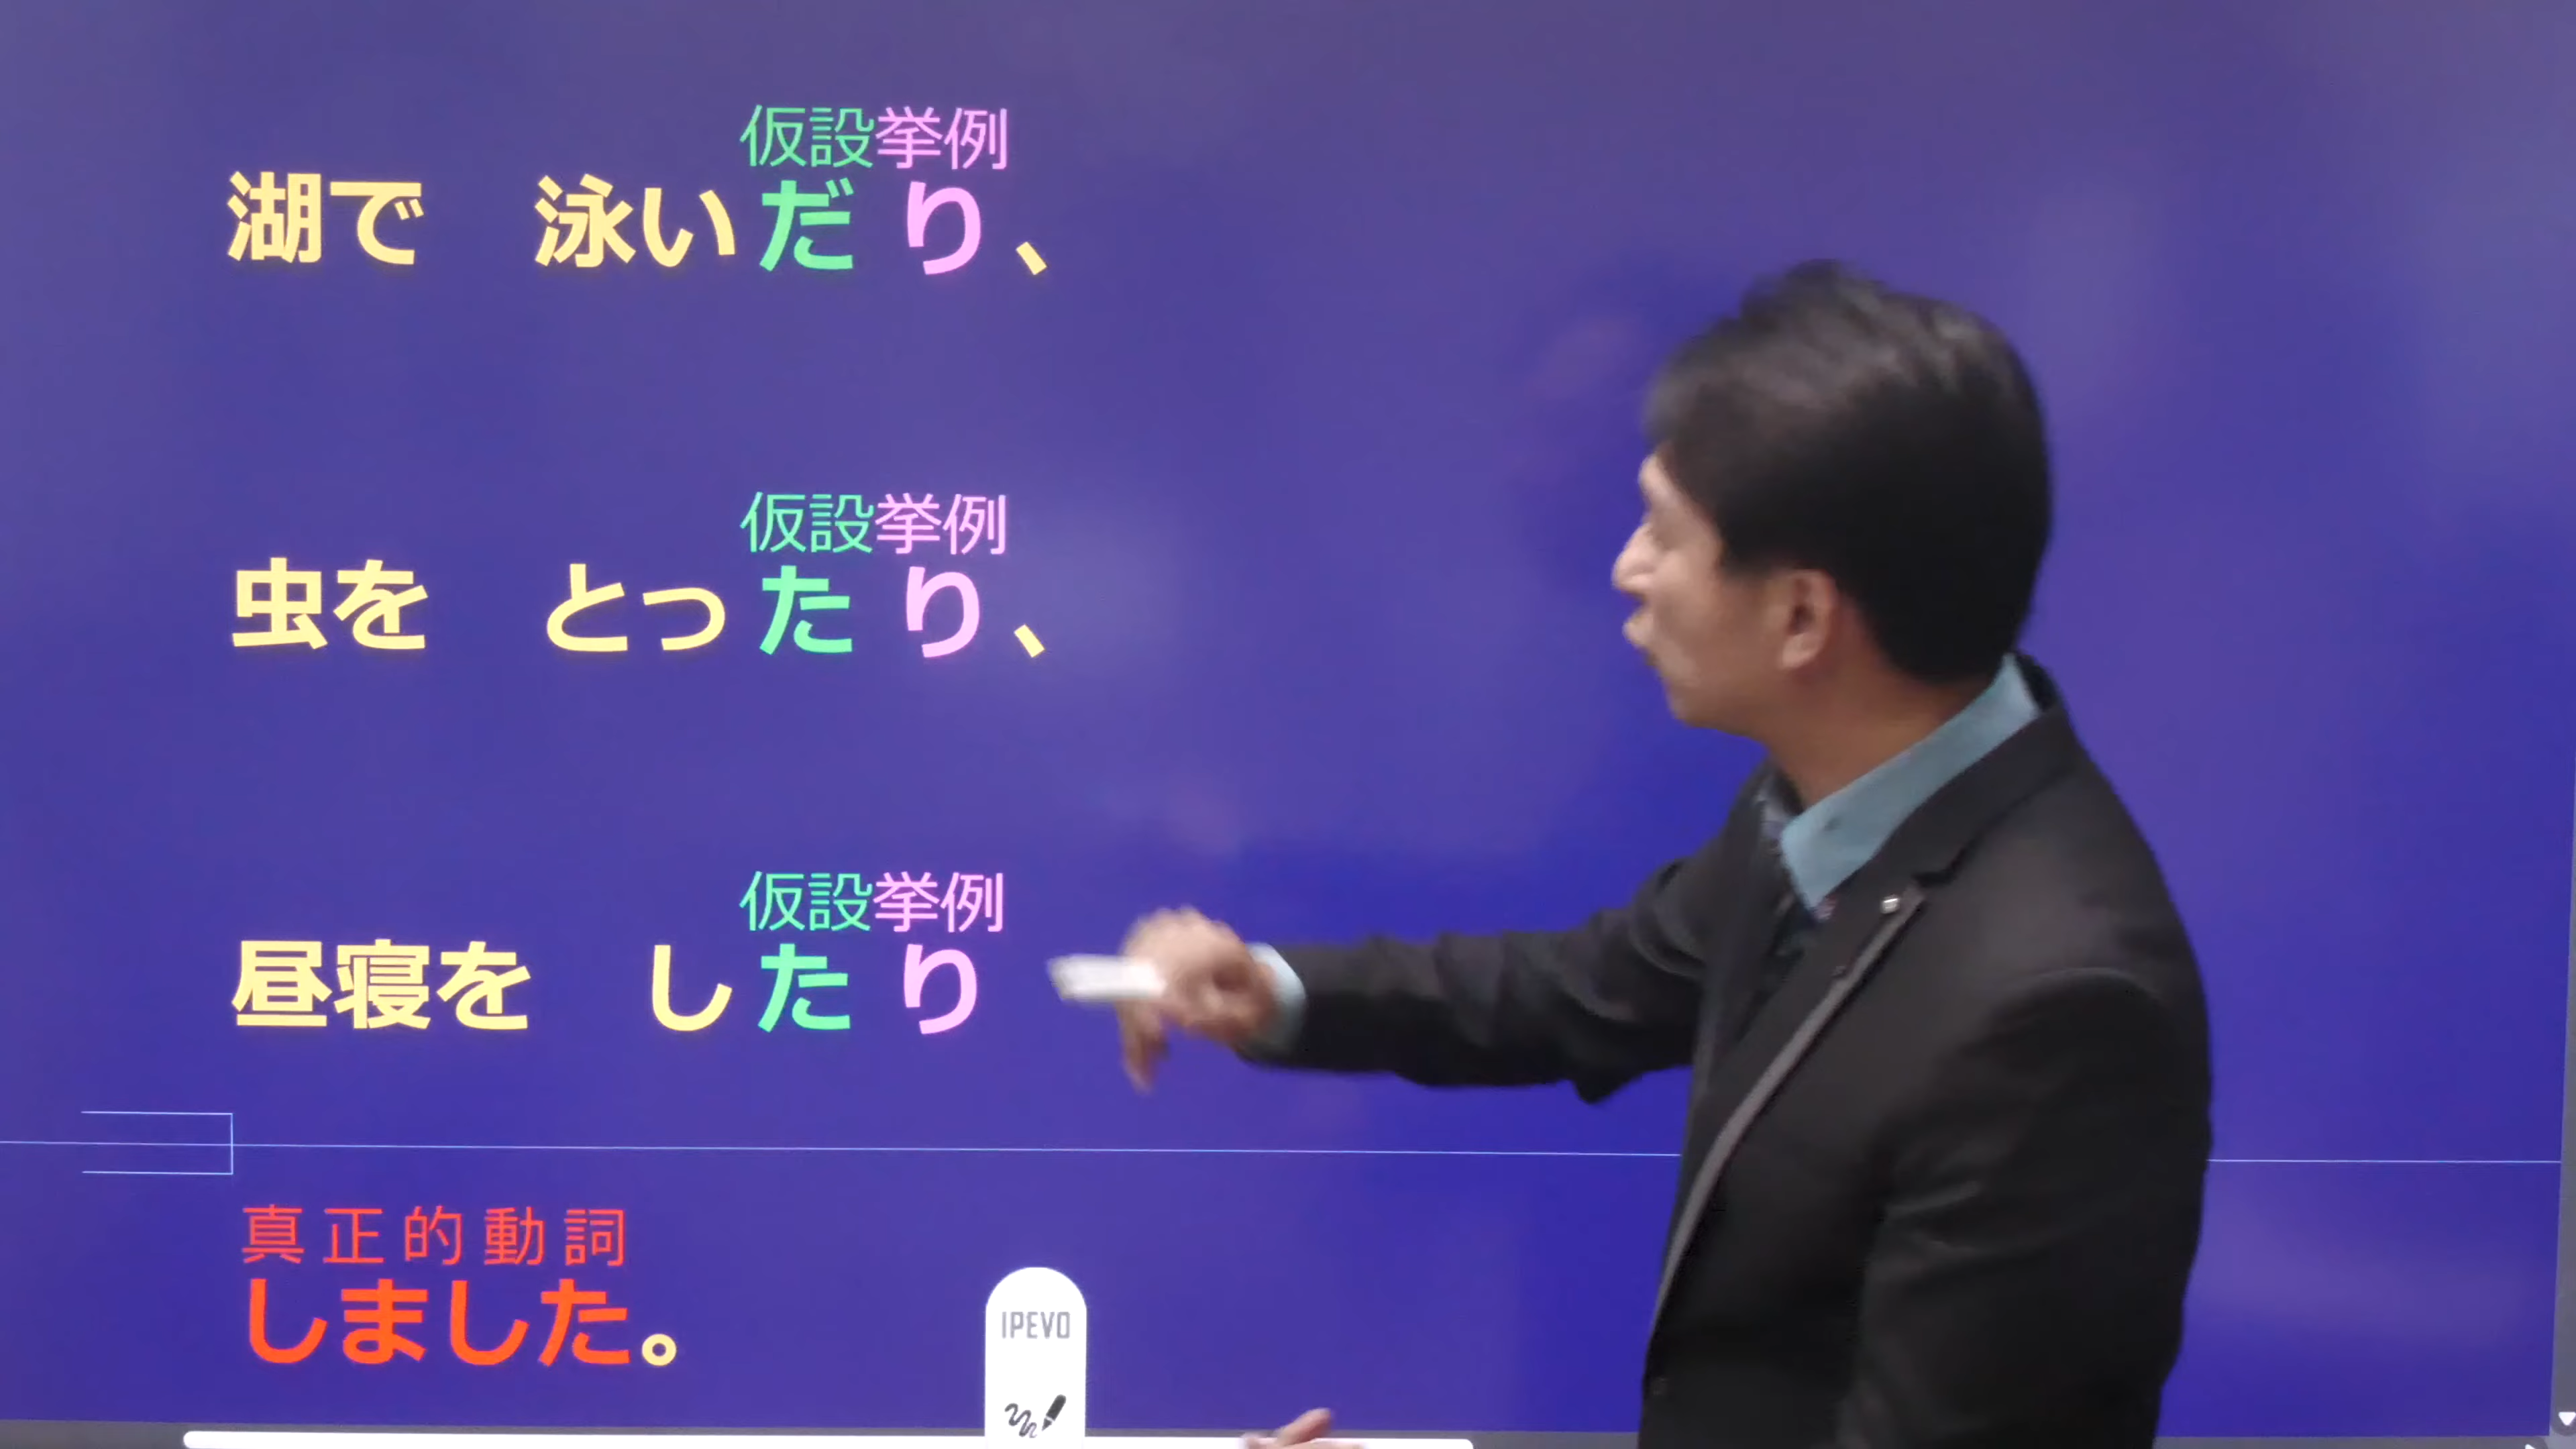 仮設挙例
湖で 泳いだり、
仮設挙例
虫を とったり、
仮設挙例
昼寝を したり
真正的動詞
しました。
IPEVO